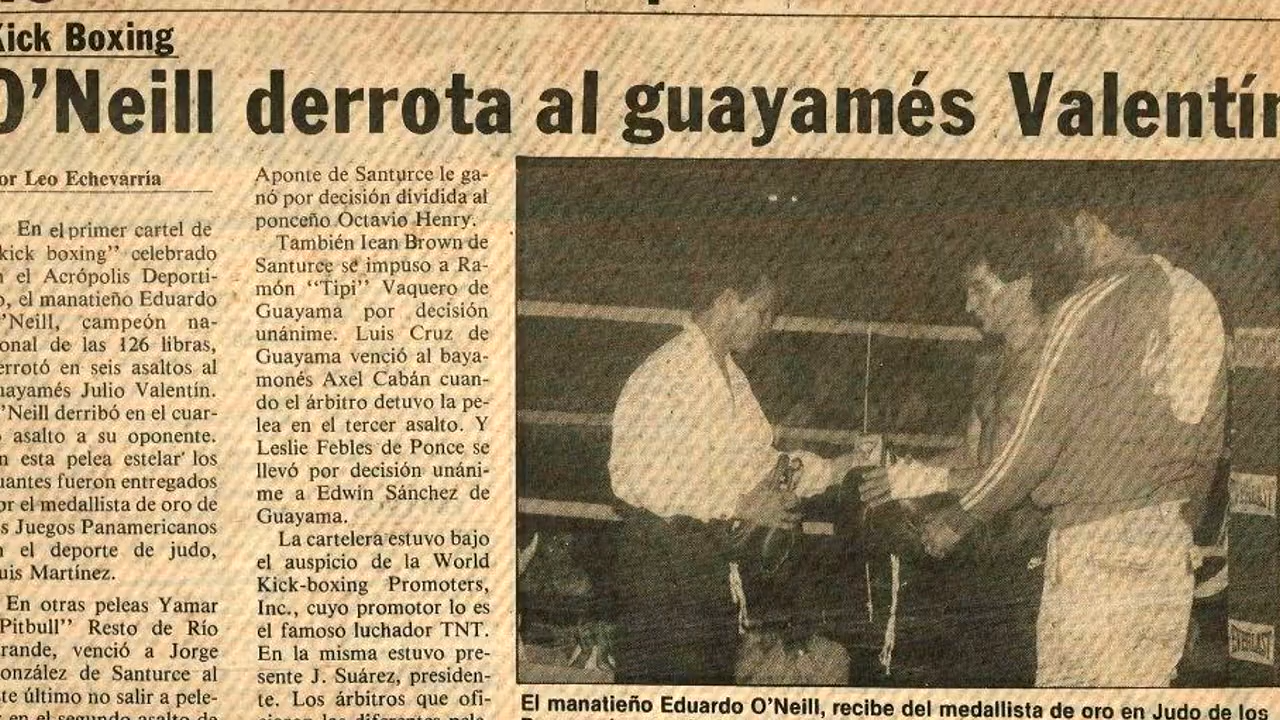 Kick Boxing
O'Neill derrota al guayamés Valentín
or Leo Echevarría
En el primer cartel de
kick boxing" celebrado
n el Acrópolis Deporti-
o, el manatieño Eduardo
'Neill, campeón na-
onal de las 126 libras,
errotó en seis asaltos al
uayamés Julio Valentín.
'Neill derribó en el cuar-
o asalto a su oponente.
n esta pelea estelar los
uantes fueron entregados
or el medallista de oro de
s Juegos Panamericanos
n el deporte de judo,
uis Martínez.
En otras peleas Yamar
Pitbull" Resto de Río
rande, venció a Jorge
onzález de Santurce al
ste último no salir a pele-
r en el segundo asalto de
Aponte de Santurce le ga-
nó por decisión dividida al
ponceño Octavio Henry.
También Iean Brown de
Santurce se impuso a Ra-
món "Tipi" Vaquero de
Guayama por decisión
unánime. Luis Cruz de
Guayama venció al baya-
monés Axel Cabán cuan-
do el árbitro detuvo la pe-
lea en el tercer asalto. Y
Leslie Febles de Ponce se
llevó por decisión unáni-
me a Edwin Sánchez de
Guayama.
La cartelera estuvo bajo
el auspicio de la World
Kick-boxing Promoters,
Inc., cuyo promotor lo es
el famoso luchador TNT.
En la misma estuvo pre-
sente J. Suárez, presiden-
te. Los árbitros que ofi-
EVERLAST
EVERLAST
El manatieño Eduardo O'Neill, recibe del medallista de oro en Judo de los